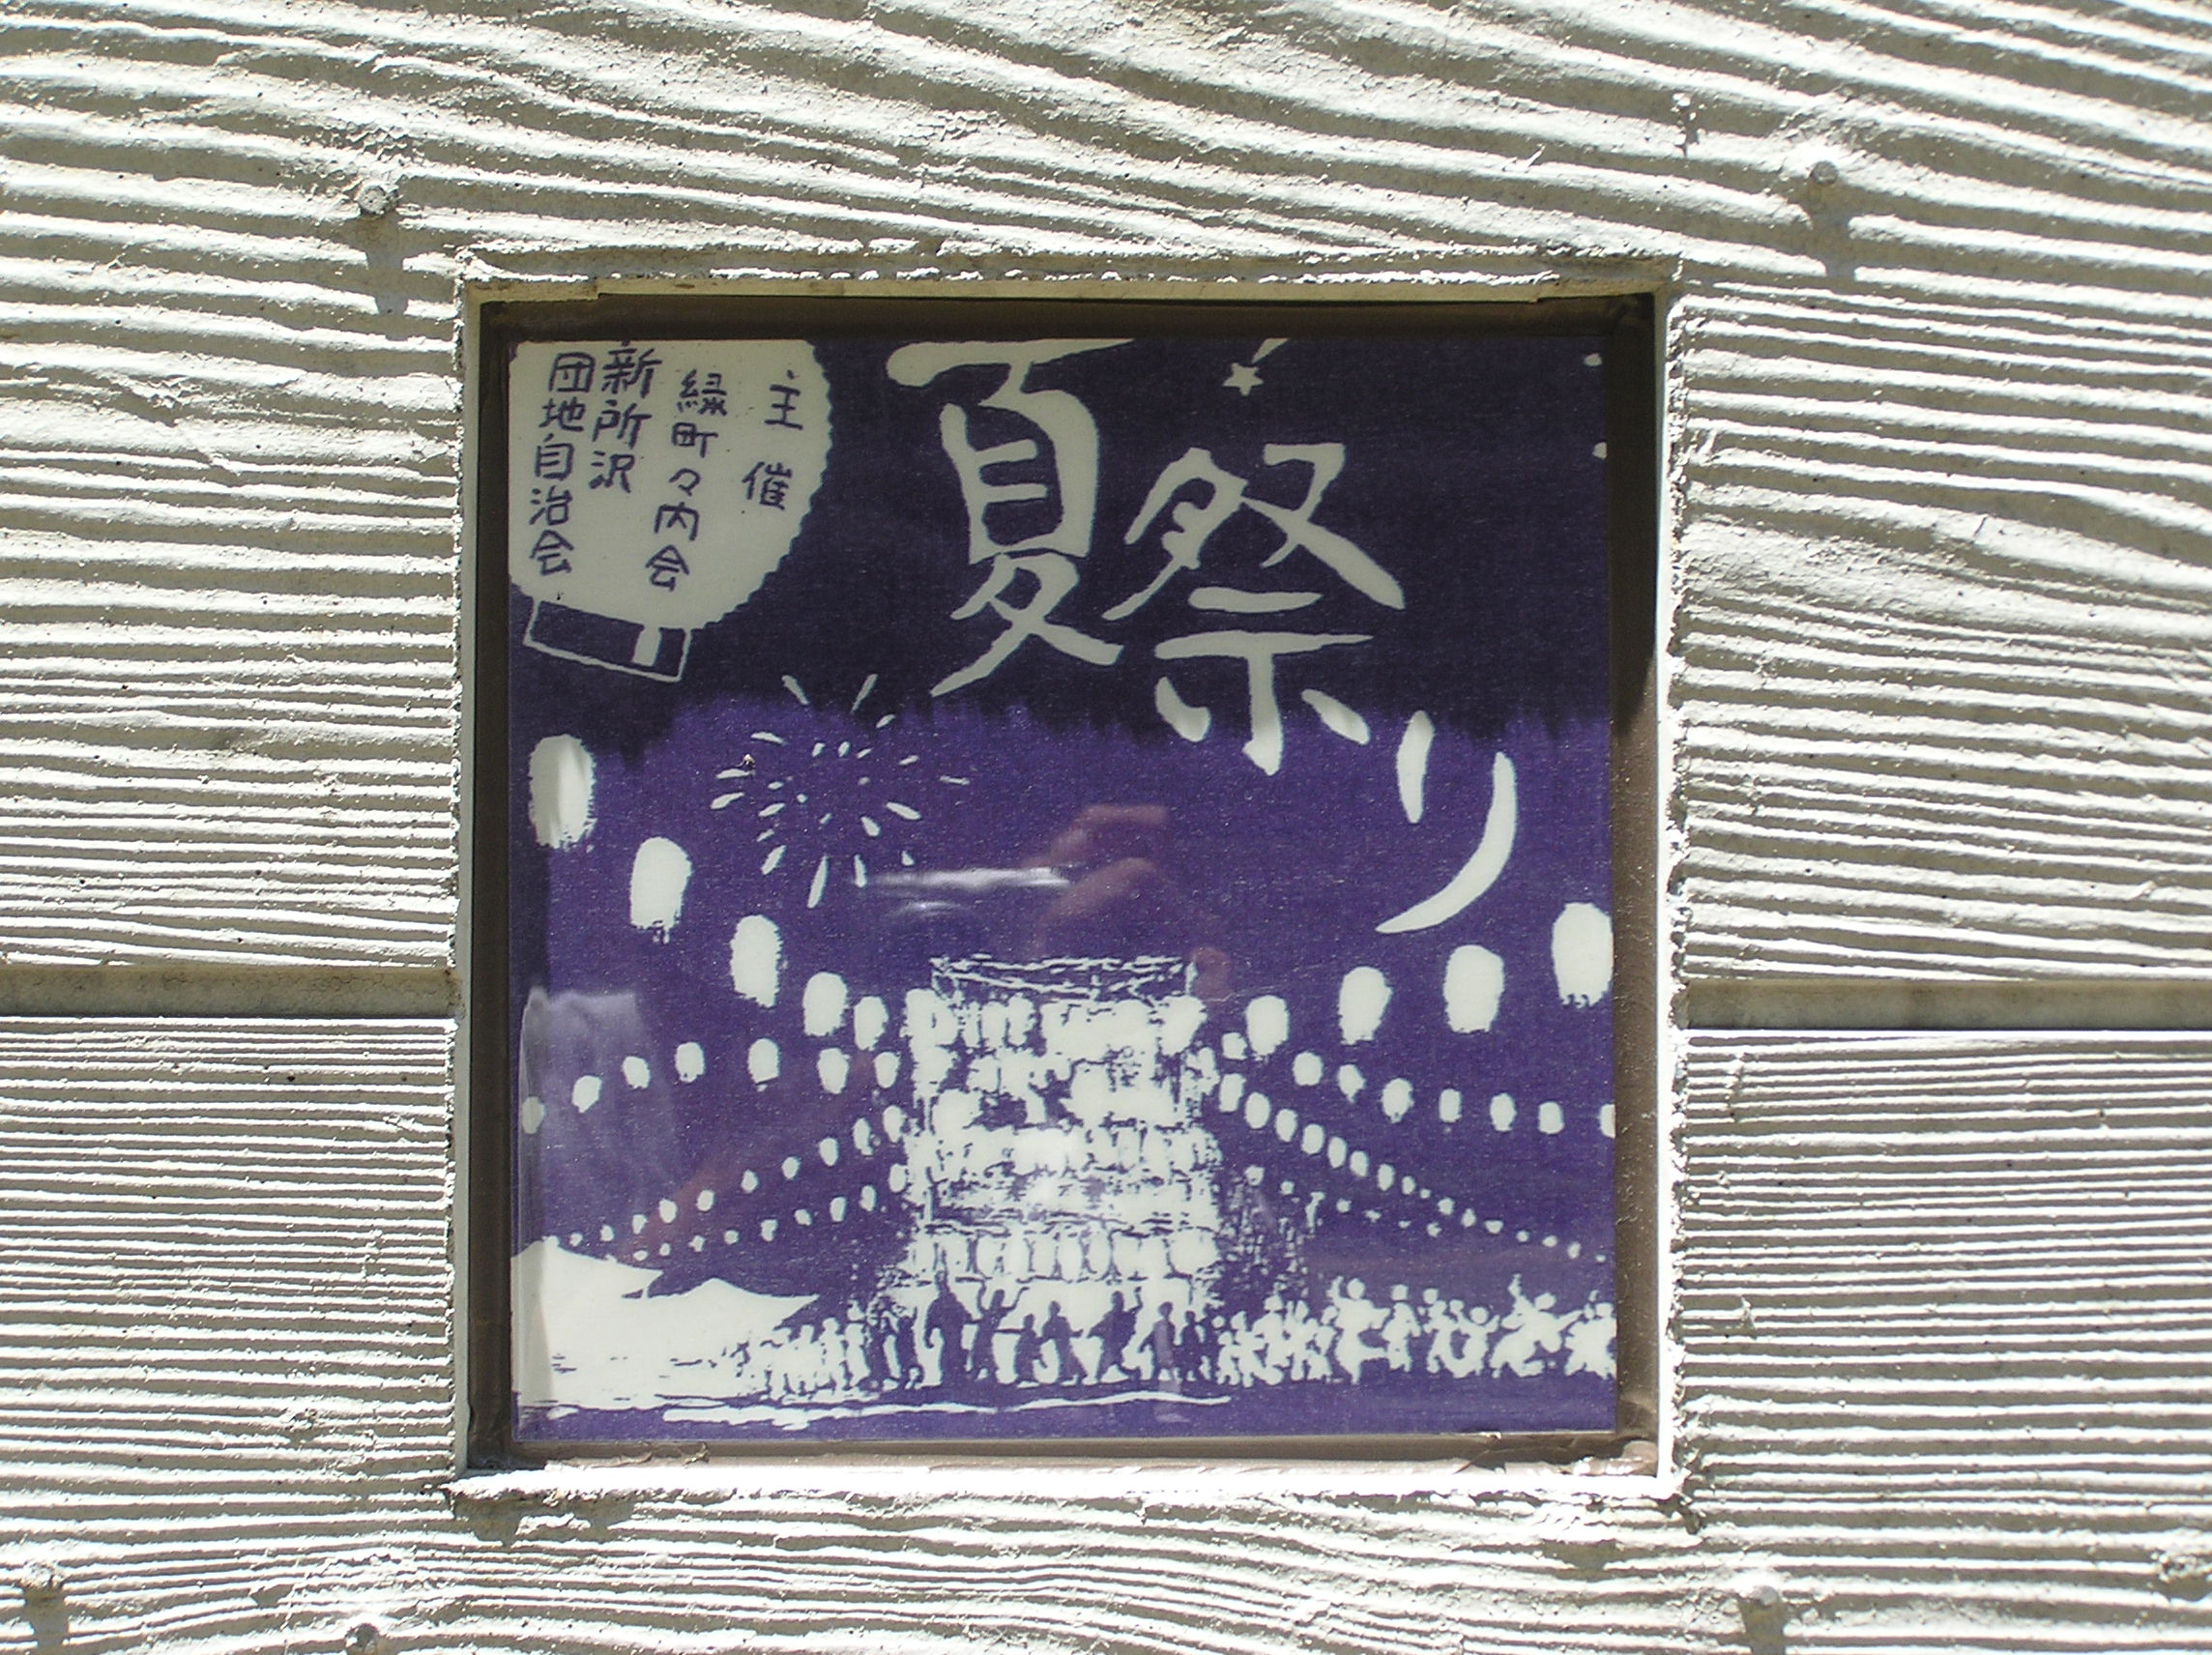 夏祭り
主催
緑町々内会
新所沢
団地自治会